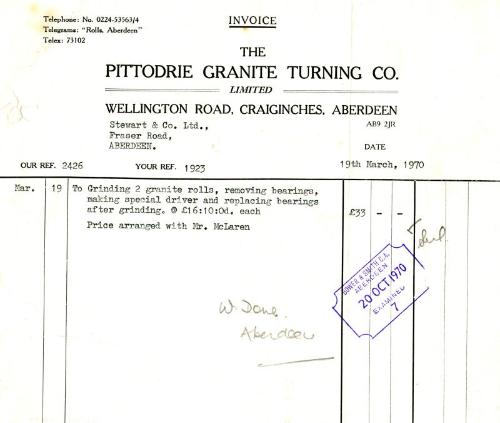 Telephone: No. 0224-53563/4
Telegrams: "Rolls, Aberdeen"
Telex: 73102
INVOICE
THE
PITTODRIE GRANITE TURNING CO.
LIMITED
WELLINGTON ROAD, CRAIGINCHES, ABERDEEN
AB9 2JR
Stewart & Co. Ltd.,
Fraser Road,
ABERDEEN.
DATE
OUR REF. 2426 YOUR REF. 1923 19th March, 1970
Mar. 19 To Grinding 2 granite rolls, removing bearings,
making special driver and replacing bearings
after grinding. @ £16:10:0d. each £33 - -
Price arranged with Mr. McLaren
BOWER & SMITH C.A.
ABERDEEN
20 OCT 1970
EXAMINED
7
W. Done.
Aberdeen